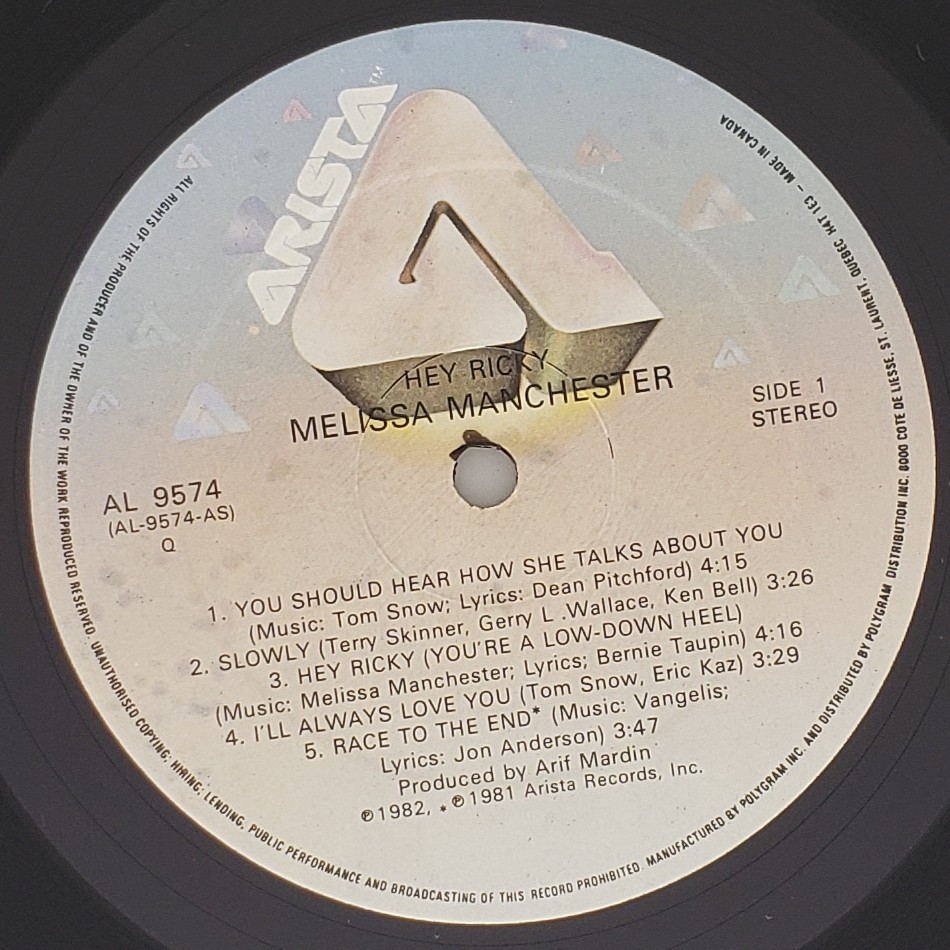 ARISTA™
HEY RICKY
MELISSA MANCHESTER
SIDE 1
STEREO
AL 9574
(AL-9574-AS)
Q
1. YOU SHOULD HEAR HOW SHE TALKS ABOUT YOU
(Music: Tom Snow; Lyrics: Dean Pitchford) 4:15
2. SLOWLY (Terry Skinner, Gerry L .Wallace, Ken Bell) 3:26
3. HEY RICKY (YOU'RE A LOW-DOWN HEEL)
(Music: Melissa Manchester; Lyrics; Bernie Taupin) 4:16
4. I'LL ALWAYS LOVE YOU (Tom Snow, Eric Kaz) 3:29
5. RACE TO THE END* (Music: Vangelis;
Lyrics: Jon Anderson) 3:47
Produced by Arif Mardin
℗1982, *℗1981 Arista Records, Inc.
ALL RIGHTS OF THE PRODUCER AND OF THE OWNER OF THE WORK REPRODUCED RESERVED. UNAUTHORISED COPYING, HIRING, LENDING, PUBLIC PERFORMANCE AND BROADCASTING OF THIS RECORD PROHIBITED. MANUFACTURED BY POLYGRAM INC. AND DISTRIBUTED BY POLYGRAM DISTRIBUTION INC. 8000 COTE DE LIESSE, ST. LAURENT, QUEBEC H4T 1E3 – MADE IN CANADA